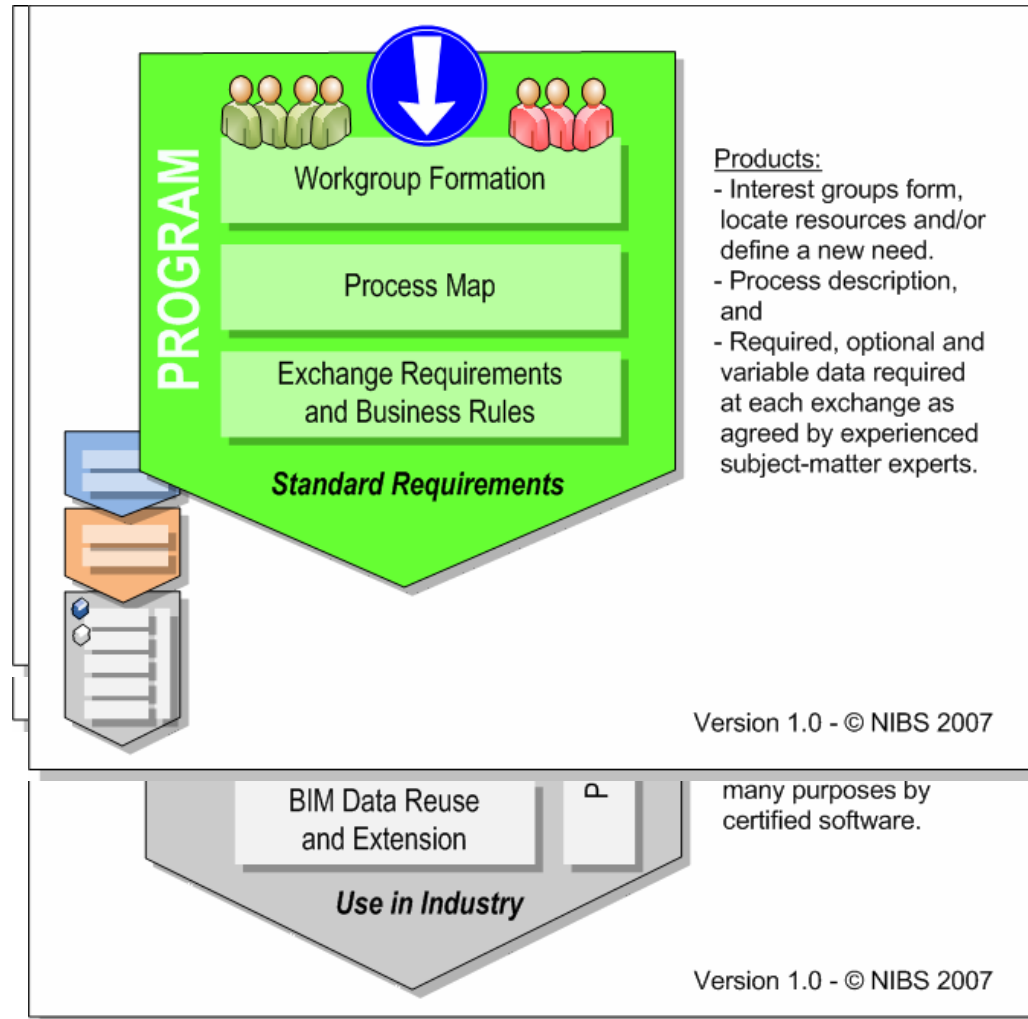 PROGRAM
Workgroup Formation
Process Map
Exchange Requirements
and Business Rules
Standard Requirements
Products:
- Interest groups form,
locate resources and/or
define a new need.
- Process description,
and
- Required, optional and
variable data required
at each exchange as
agreed by experienced
subject-matter experts.
Version 1.0 - © NIBS 2007
BIM Data Reuse
and Extension
P
Use in Industry
many purposes by
certified software.
Version 1.0 - © NIBS 2007